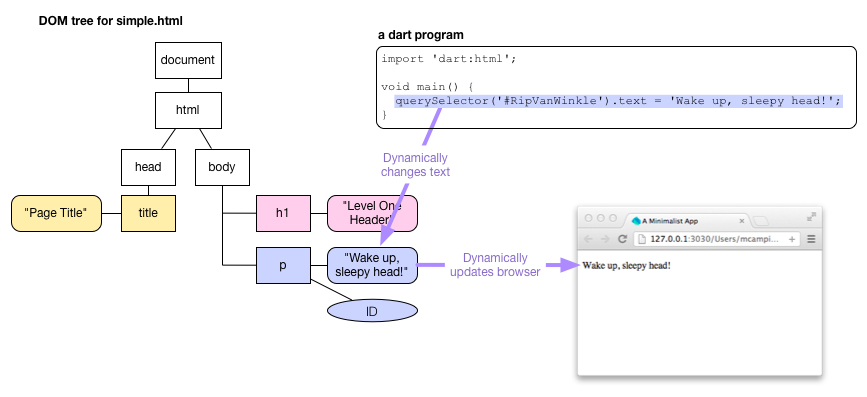 DOM tree for simple.html
a dart program
import 'dart:html';
void main() {
querySelector('#RipVanWinkle').text = 'Wake up, sleepy head!';
}
document
html
head
body
Dynamically
changes text
"Page Title"
title
h1
"Level One
Header"
p
"Wake up,
sleepy head!"
Dynamically
updates browser
ID
A Minimalist App
127.0.0.1:3030/Users/mcampi...
Wake up, sleepy head!